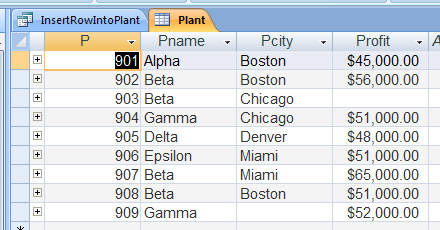 InsertRowIntoPlant Plant
P Pname Pcity Profit A
901 Alpha Boston $45,000.00
902 Beta Boston $56,000.00
903 Beta Chicago
904 Gamma Chicago $51,000.00
905 Delta Denver $48,000.00
906 Epsilon Miami $51,000.00
907 Beta Miami $65,000.00
908 Beta Boston $51,000.00
909 Gamma $52,000.00